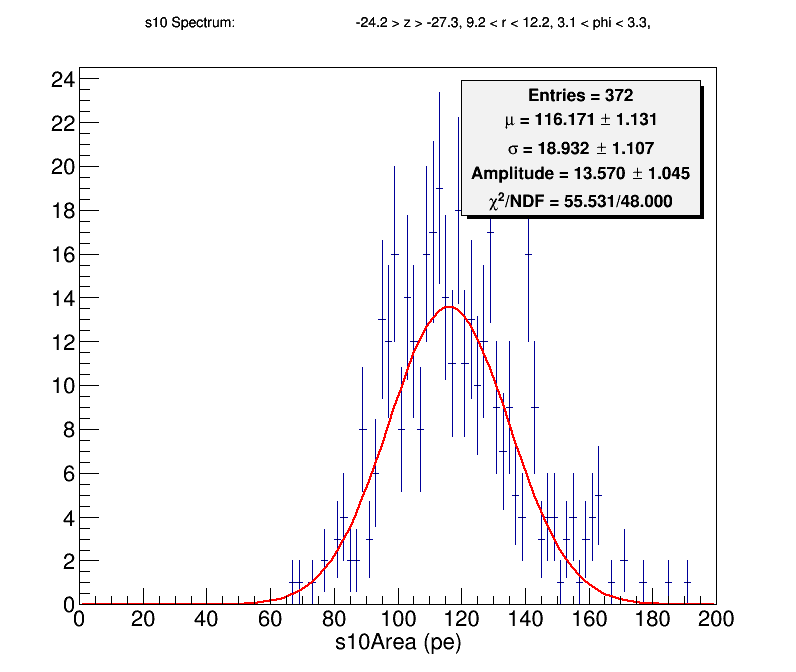 s10 Spectrum: -24.2 > z > -27.3, 9.2 < r < 12.2, 3.1 < phi < 3.3,
Entries = 372
μ = 116.171 ± 1.131
σ = 18.932 ± 1.107
Amplitude = 13.570 ± 1.045
χ²/NDF = 55.531/48.000
24
22
20
18
16
14
12
10
8
6
4
2
0
0 20 40 60 80 100 120 140 160 180 200
s10Area (pe)